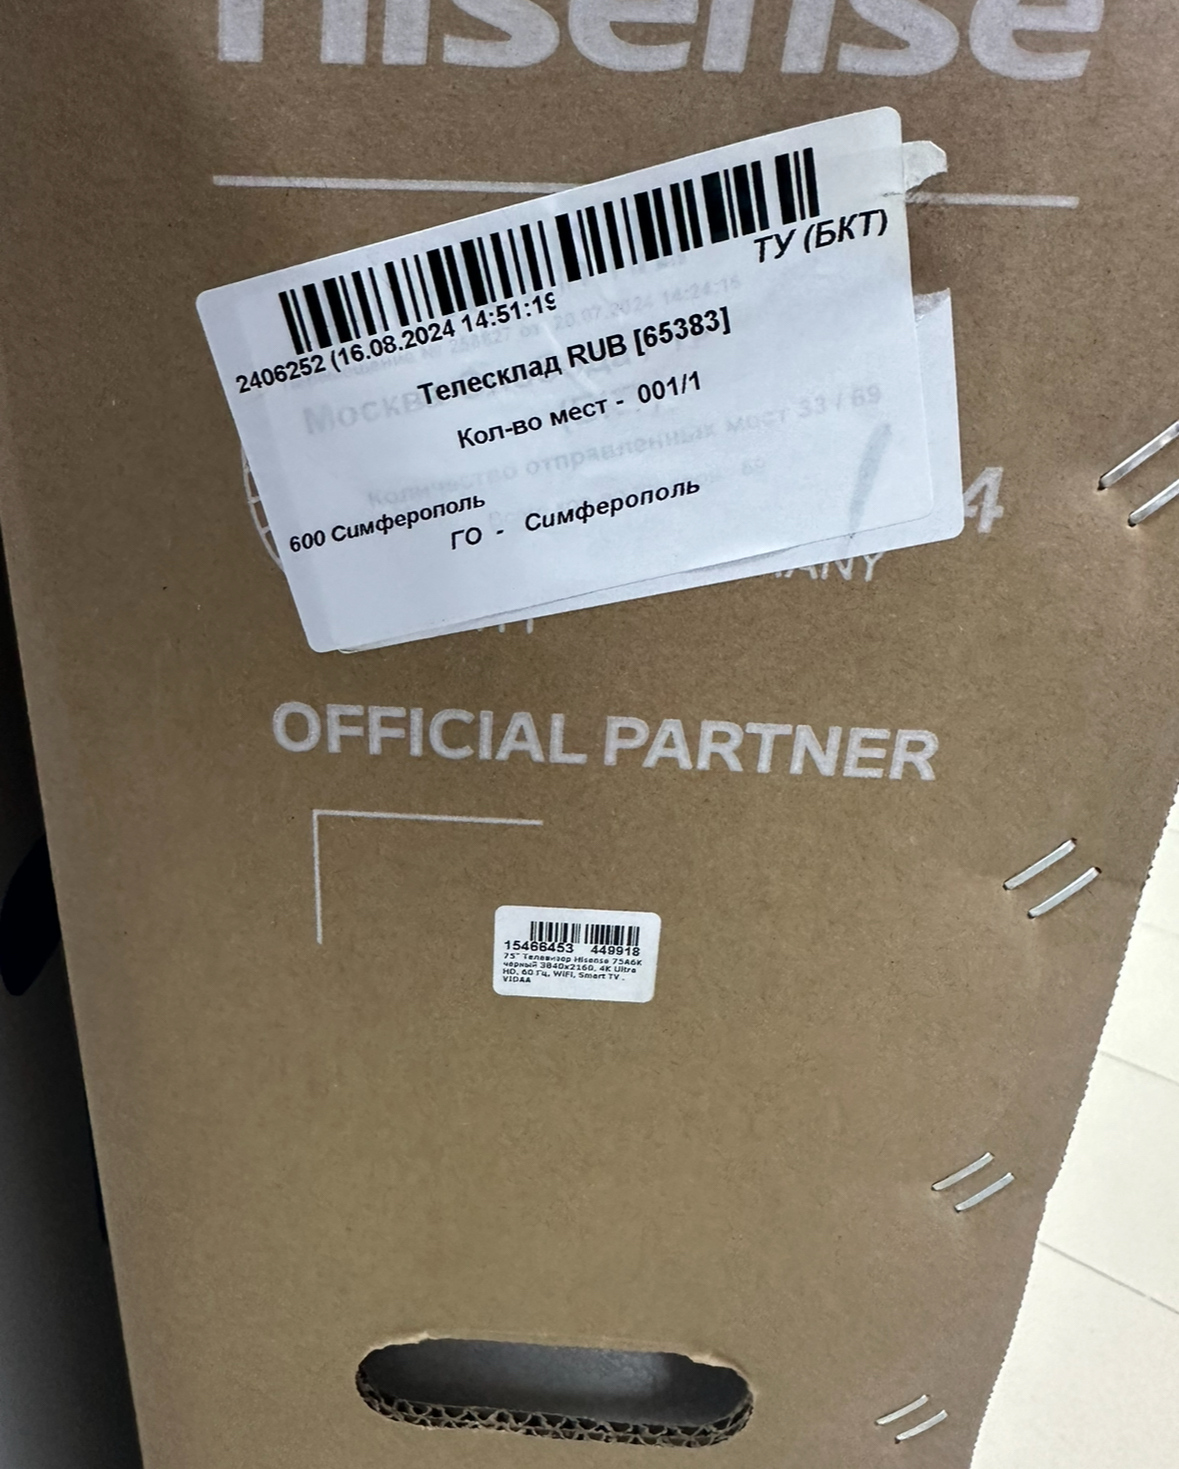 Hisense
ТУ (БКТ)
2406252 (16.08.2024 14:51:19
Телесклад RUB [65383]
Кол-во мест - 001/1
600 Симферополь
ГО - Симферополь
4
MANY
OFFICIAL PARTNER
15466453 449918
75" Телевизор Hisense 75A6K
черный 3840x2160, 4K Ultra
HD, 60 Гц, WiFi, Smart TV ,
VIDAA